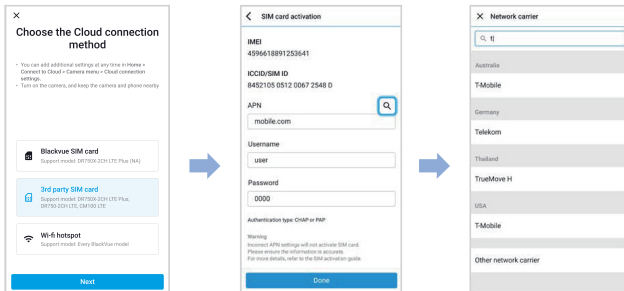 Choose the Cloud connection
method
• You can add additional settings at any time in Home >
Connect to Cloud > Camera menu > Cloud connection
settings.
• Turn on the camera, and keep the camera and phone nearby
Blackvue SIM card
Support model: DR750X-2CH LTE Plus (NA)
3rd party SIM card
Support model: DR750X-2CH LTE Plus,
DR750-2CH LTE, CM100 LTE
Wi-fi hotspot
Support model: Every BlackVue model
Next
SIM card activation
IMEI
4596618891253641
ICCID/SIM ID
8452105 0512 0067 2548 D
APN
mobile.com
Username
user
Password
0000
Authentication type: CHAP or PAP
Warning
Incorrect APN settings will not activate SIM card.
Please ensure the information is accurate.
For more details, refer to the SIM activation guide.
Done
Network carrier
t
Australia
T-Mobile
Germany
Telekom
Thailand
TrueMove H
USA
T-Mobile
Other network carrier